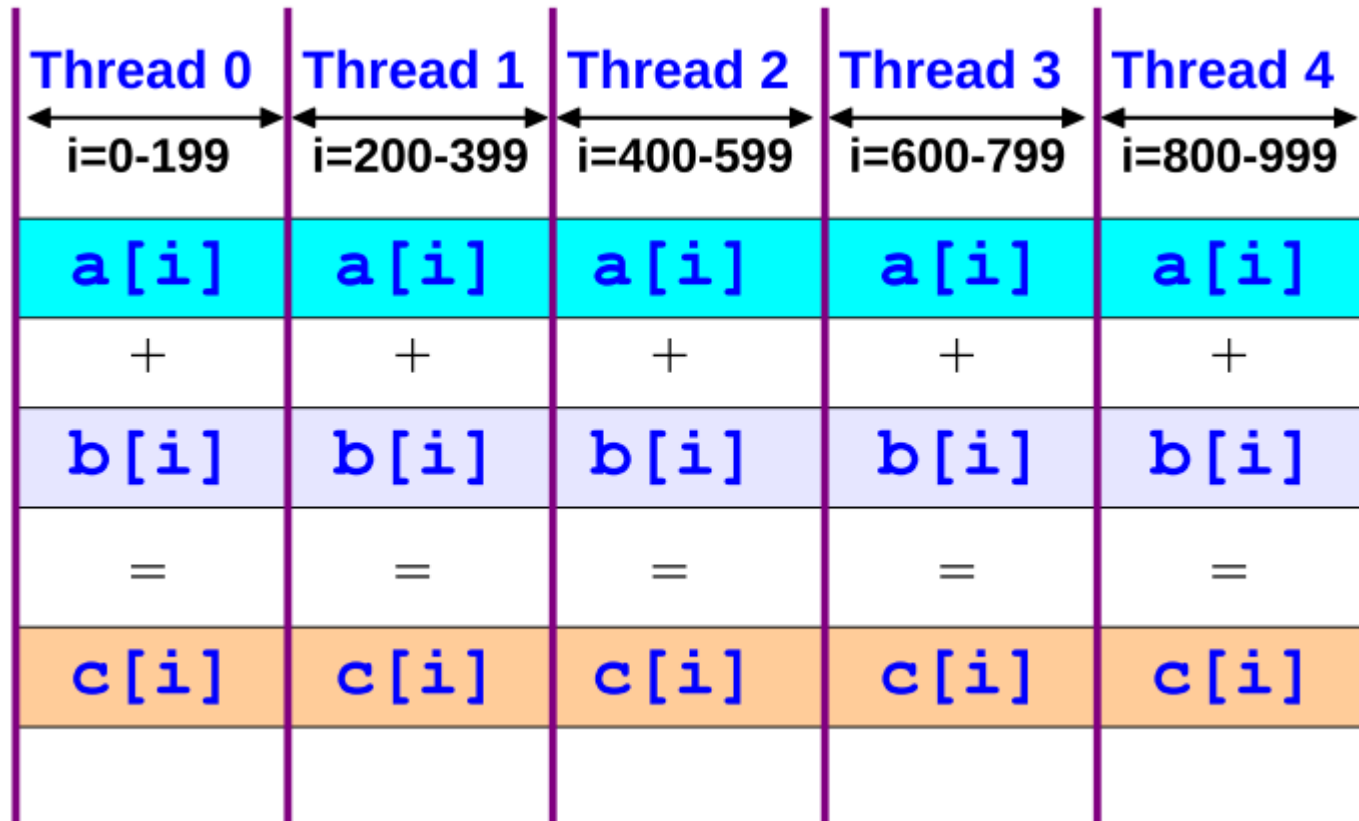 Thread 0 Thread 1 Thread 2 Thread 3 Thread 4
i=0-199 i=200-399 i=400-599 i=600-799 i=800-999
a[i] a[i] a[i] a[i] a[i]
+ + + + +
b[i] b[i] b[i] b[i] b[i]
= = = = =
c[i] c[i] c[i] c[i] c[i]